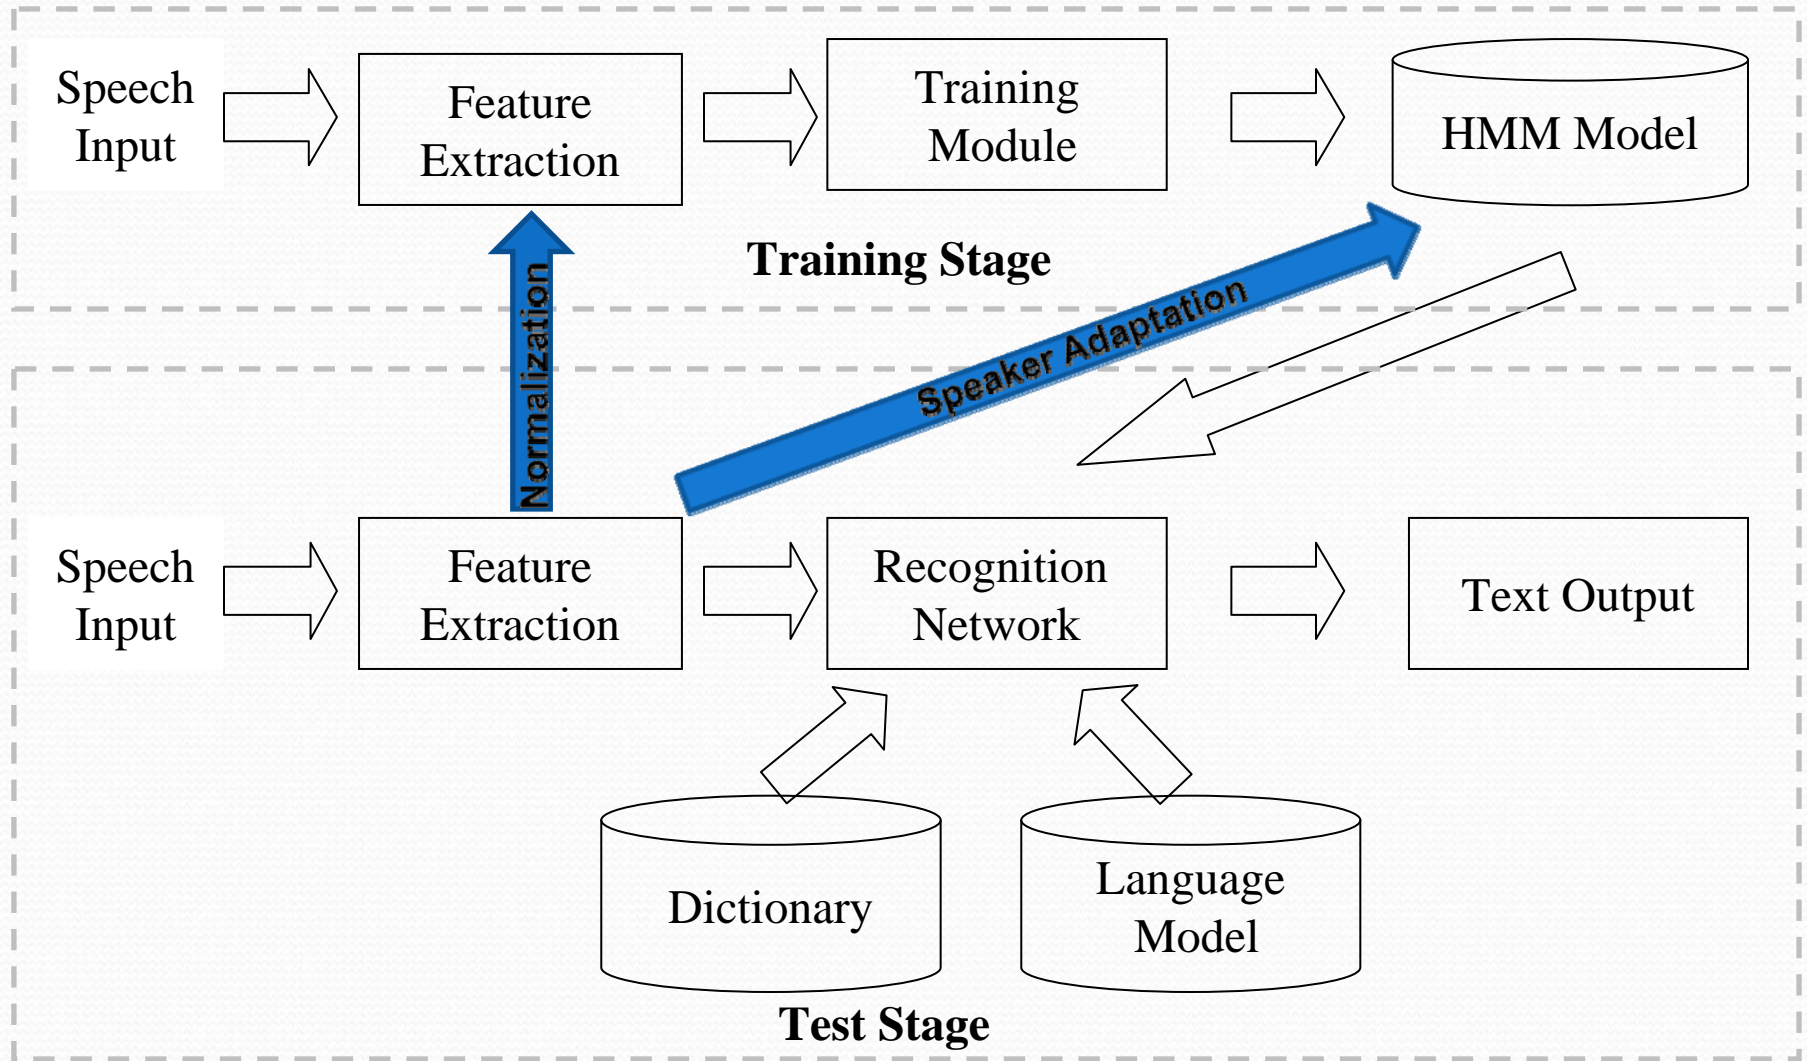 Speech
Input
Feature
Extraction
Training
Module
HMM Model
Training Stage
Normalization
Speaker Adaptation
Speech
Input
Feature
Extraction
Recognition
Network
Text Output
Dictionary
Language
Model
Test Stage